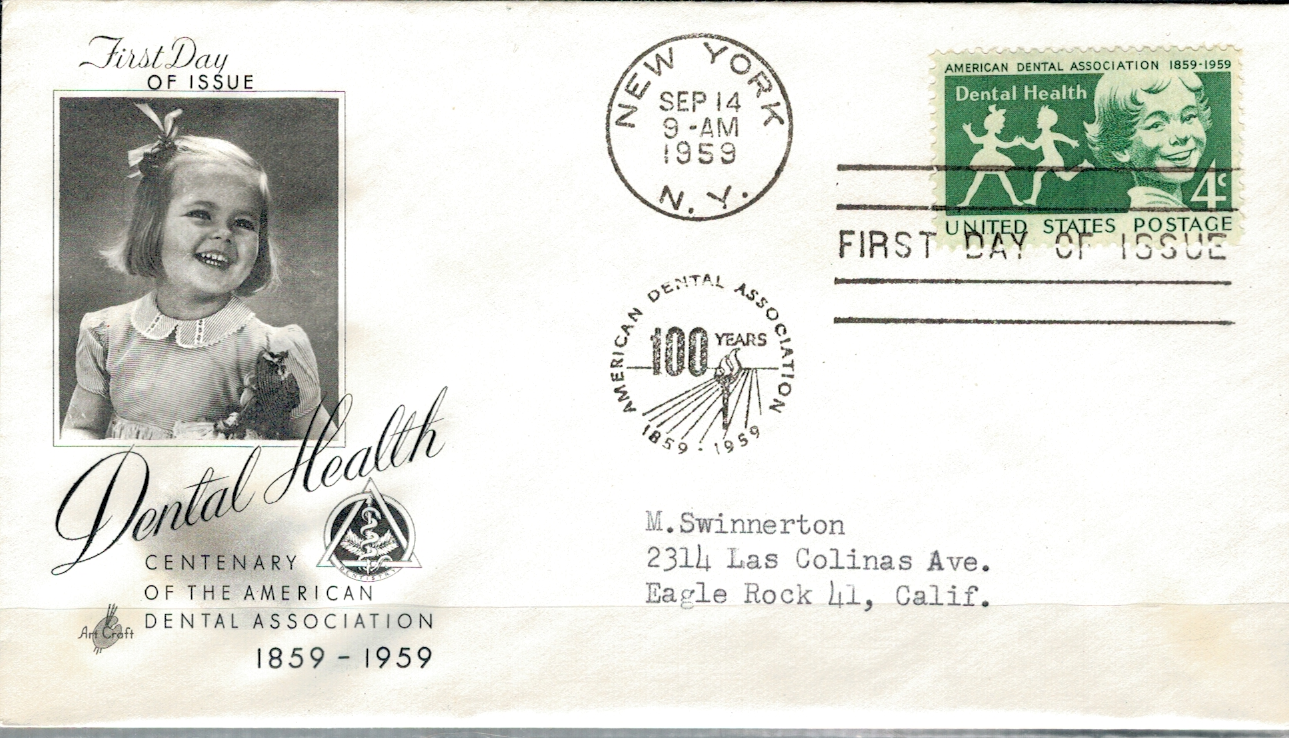 First Day
OF ISSUE
Dental Health
DENTISTRY
CENTENARY
OF THE AMERICAN
DENTAL ASSOCIATION
1859 - 1959
Art Craft
NEW YORK
SEP 14
9 -AM
1959
N.Y.
AMERICAN DENTAL ASSOCIATION
100 YEARS
1859 - 1959
AMERICAN DENTAL ASSOCIATION 1859-1959
Dental Health
4c
UNITED STATES POSTAGE
FIRST DAY OF ISSUE
M.Swinnerton
2314 Las Colinas Ave.
Eagle Rock 41, Calif.